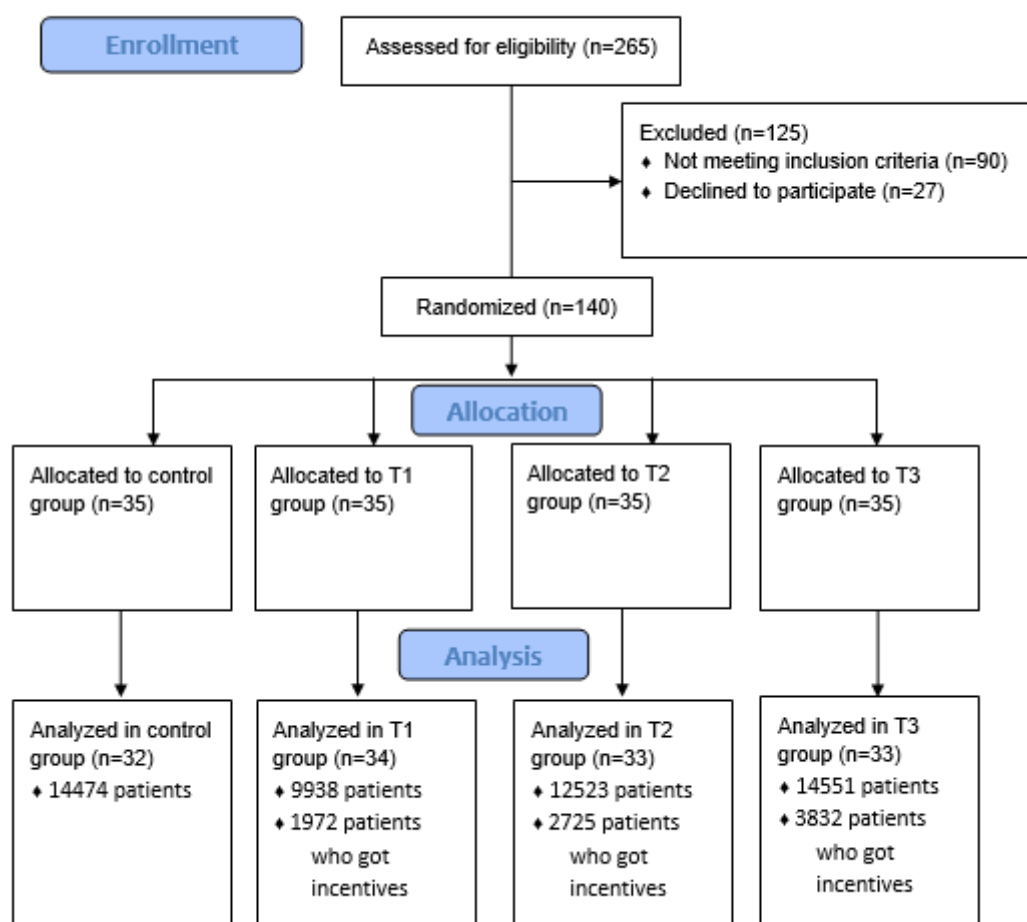 Enrollment
Assessed for eligibility (n=265)
Excluded (n=125)
♦ Not meeting inclusion criteria (n=90)
♦ Declined to participate (n=27)
Randomized (n=140)
Allocation
Allocated to control
group (n=35)
Allocated to T1
group (n=35)
Allocated to T2
group (n=35)
Allocated to T3
group (n=35)
Analysis
Analyzed in control
group (n=32)
♦ 14474 patients
Analyzed in T1
group (n=34)
♦ 9938 patients
♦ 1972 patients
who got
incentives
Analyzed in T2
group (n=33)
♦ 12523 patients
♦ 2725 patients
who got
incentives
Analyzed in T3
group (n=33)
♦ 14551 patients
♦ 3832 patients
who got
incentives